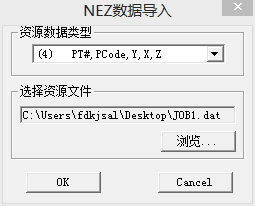 NEZ数据导入
资源数据类型
(4) PT#,PCode,Y,X,Z
选择资源文件
C:\Users\fdkjsal\Desktop\JOB1.dat
浏览...
OK Cancel